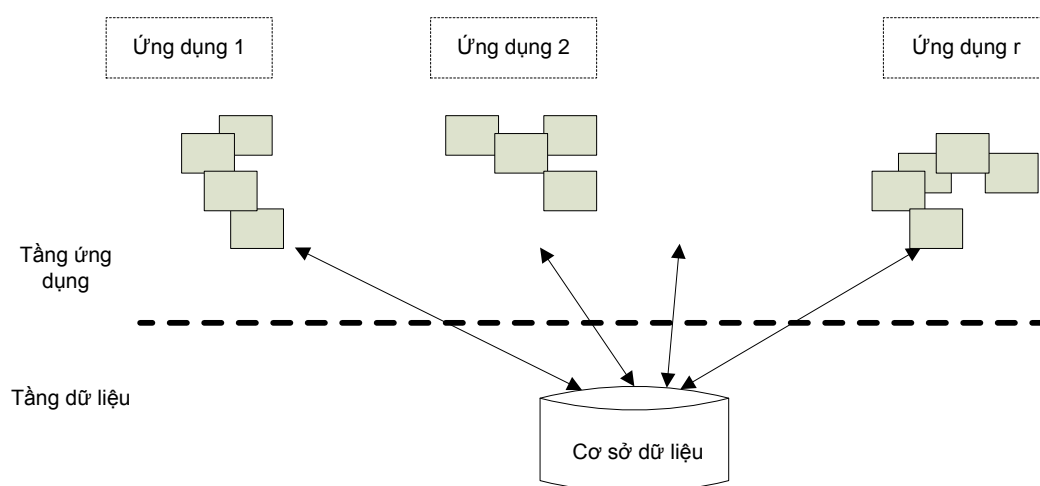 Ứng dụng 1
Ứng dụng 2
Ứng dụng r
Tầng ứng
dụng
Tầng dữ liệu
Cơ sở dữ liệu